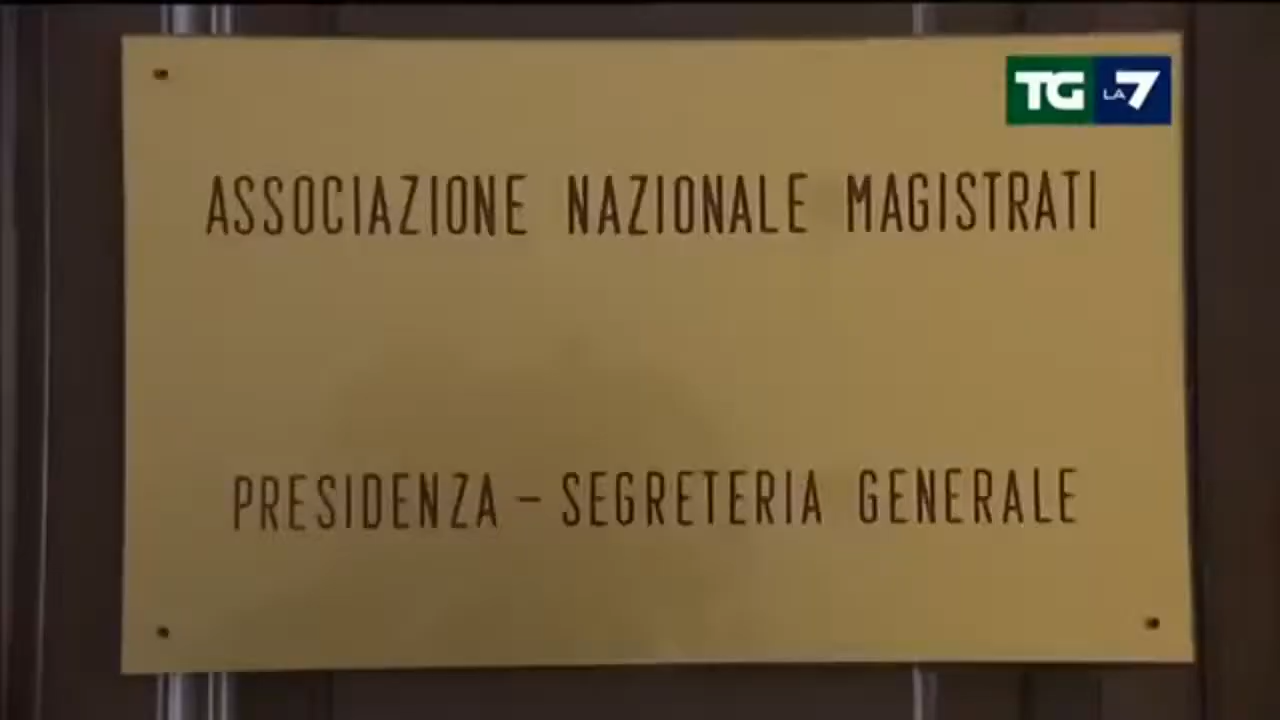 TG LA7
ASSOCIAZIONE NAZIONALE MAGISTRATI
PRESIDENZA – SEGRETERIA GENERALE